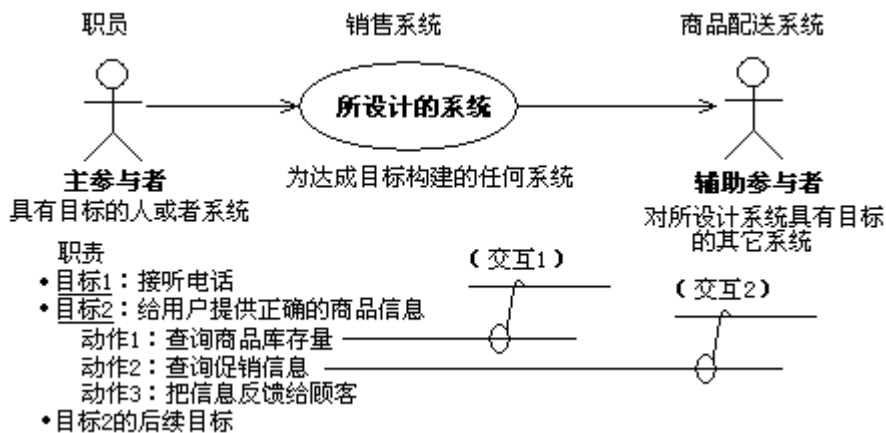 职员
销售系统
商品配送系统
所设计的系统
主参与者
具有目标的人或者系统
为达成目标构建的任何系统
辅助参与者
对所设计系统具有目标
的其它系统
职责
•目标1：接听电话
•目标2：给用户提供正确的商品信息
动作1：查询商品库存量
动作2：查询促销信息
动作3：把信息反馈给顾客
•目标2的后续目标
（交互1）
（交互2）